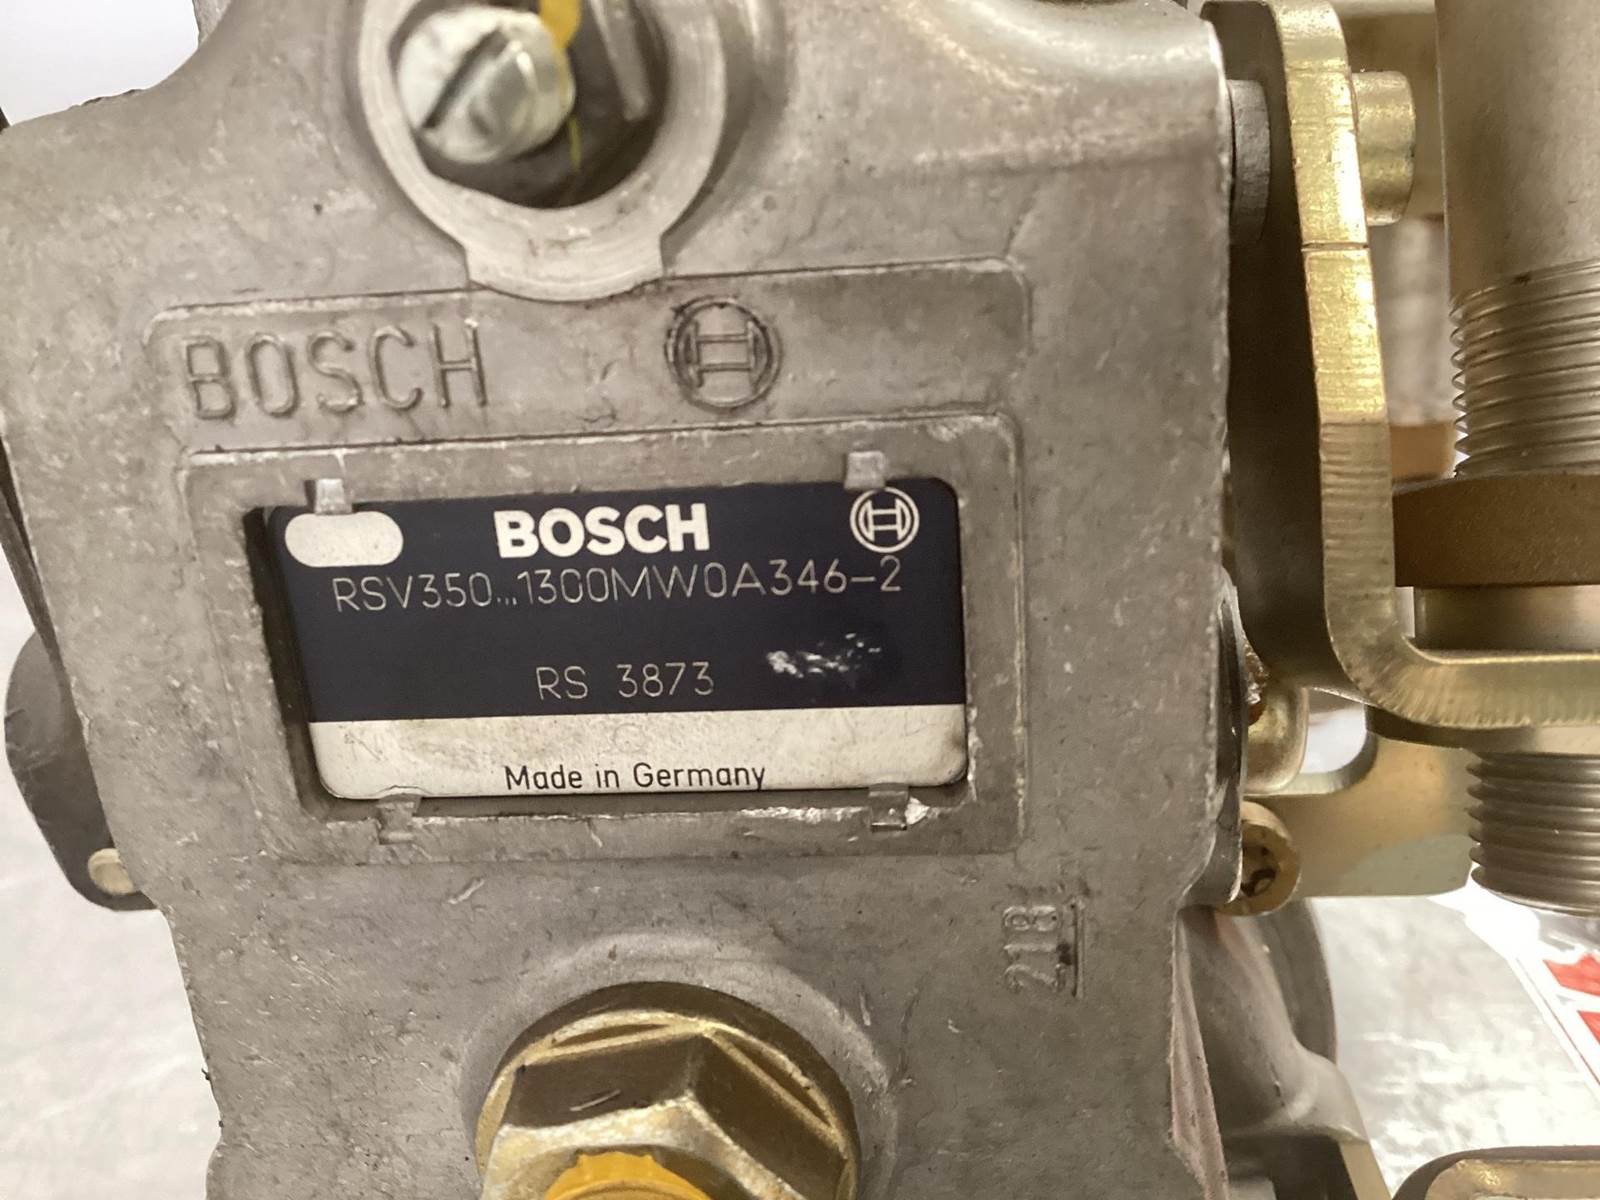 BOSCH
BOSCH
RSV350...1300MW0A346-2
RS 3873
Made in Germany
218